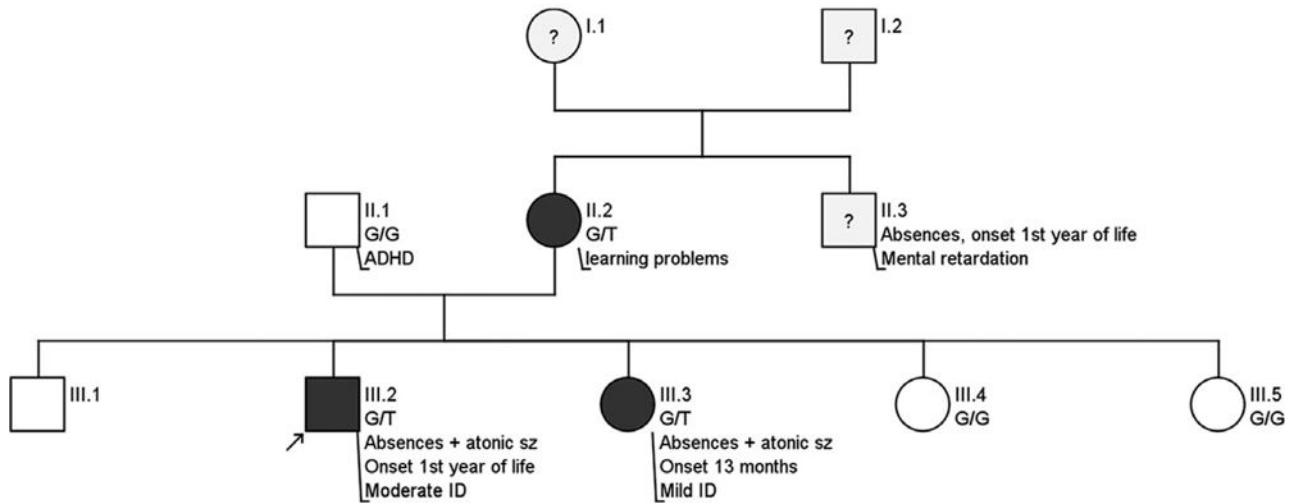 ? I.1
? I.2
II.1
G/G
ADHD
II.2
G/T
learning problems
? II.3
Absences, onset 1st year of life
Mental retardation
III.1
III.2
G/T
Absences + atonic sz
Onset 1st year of life
Moderate ID
III.3
G/T
Absences + atonic sz
Onset 13 months
Mild ID
III.4
G/G
III.5
G/G